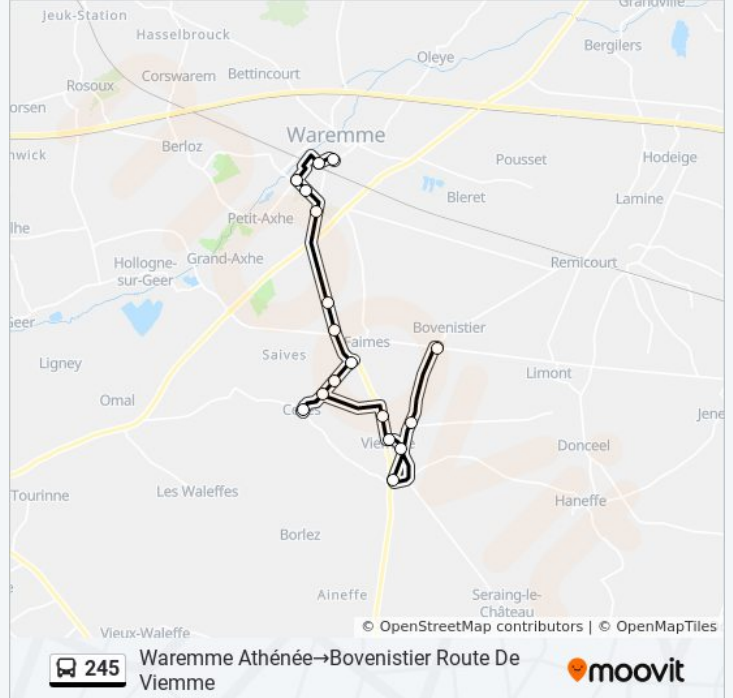 Jeuk-Station
Grandville
Hasselbrouck
Bergilers
Oleye
Corswarem
Bettincourt
Rosoux
orsen
Waremme
nwick
Berloz
Pousset
Hodeige
Bleret
Lamine
Petit-Axhe
lhe
Grand-Axhe
Hollogne-
sur-Geer
Remicourt
Geer
Bovenistier
Faimes
Saives
Ligney
Limont
Omal
Jene
Donceel
Tourinne
Les Waleffes
Haneffe
Borlez
Aineffe
Seraing-le-
Château
© OpenStreetMap contributors | © OpenMapTiles
Vieux-Waleffe
245
Waremme Athénée→Bovenistier Route De
Viemme
moovit